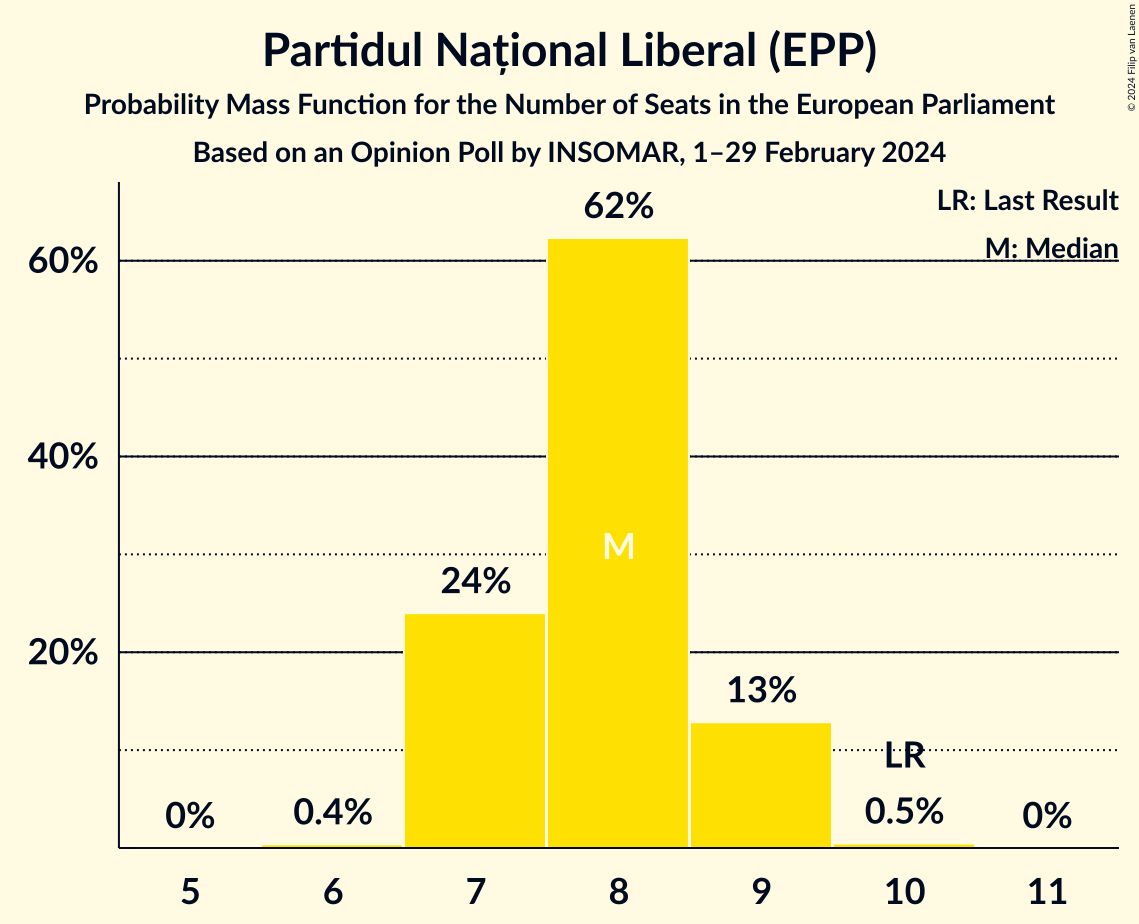 Partidul Național Liberal (EPP)
Probability Mass Function for the Number of Seats in the European Parliament
Based on an Opinion Poll by INSOMAR, 1–29 February 2024
© 2024 Filip van Laenen
LR: Last Result
M: Median
62%
60%
40%
M
24%
20%
13%
LR
0%
0.4%
0.5%
0%
5 6 7 8 9 10 11